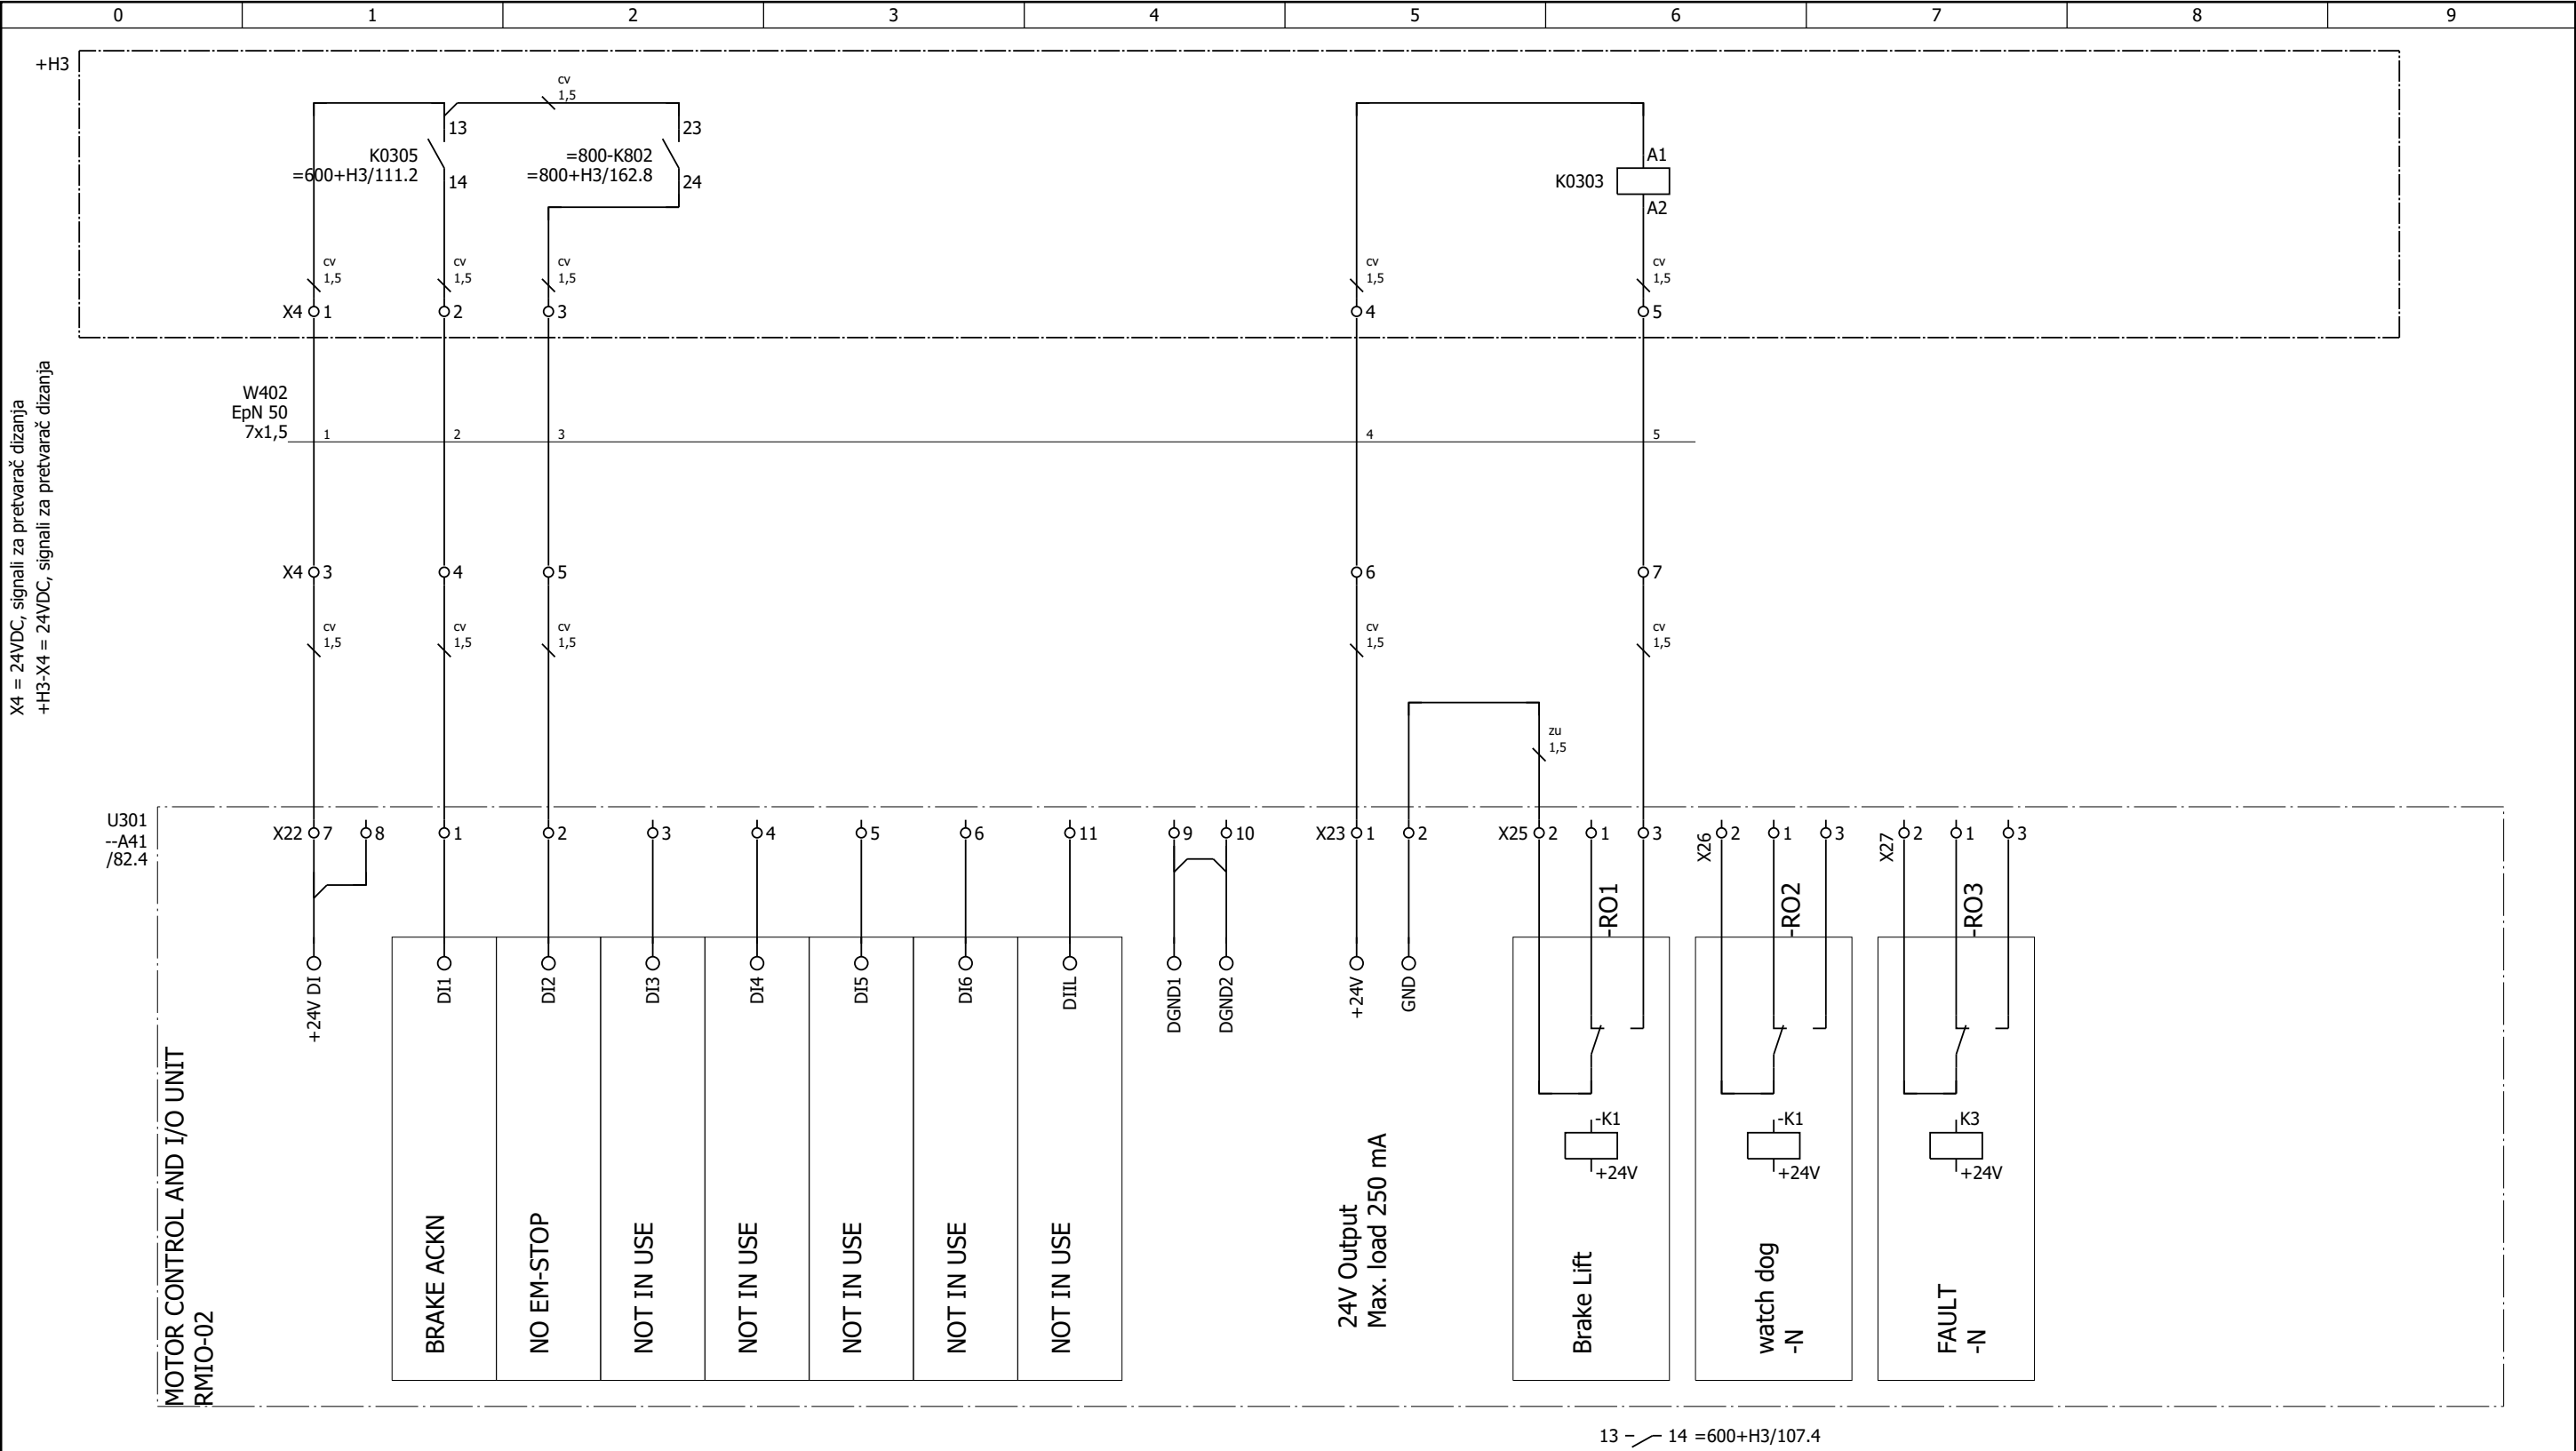 0 1 2 3 4 5 6 7 8 9
+H3
cv
1,5
13
K0305
=600+H3/111.2
14
23
=800-K802
=800+H3/162.8
24
A1
K0303
A2
cv
1,5
cv
1,5
cv
1,5
cv
1,5
cv
1,5
X4 1 2 3 4 5
X4 = 24VDC, signali za pretvarač dizanja
+H3-X4 = 24VDC, signali za pretvarač dizanja
W402
EpN 50
7x1,5
1 2 3 4 5
X4 3 4 5 6 7
cv
1,5
cv
1,5
cv
1,5
cv
1,5
cv
1,5
zu
1,5
U301
--A41
/82.4
X22 7 8 1 2 3 4 5 6 11 9 10
X23 1 2
X25 2 1 3
X26 2 1 3
X27 2 1 3
-RO1
-RO2
-RO3
+24V DI
DI1
DI2
DI3
DI4
DI5
DI6
DIIL
DGND1
DGND2
+24V
GND
-K1
+24V
-K1
+24V
K3
+24V
MOTOR CONTROL AND I/O UNIT
RMIO-02
BRAKE ACKN
NO EM-STOP
NOT IN USE
NOT IN USE
NOT IN USE
NOT IN USE
NOT IN USE
24V Output
Max. load 250 mA
Brake Lift
watch dog
-N
FAULT
-N
13 14 =600+H3/107.4